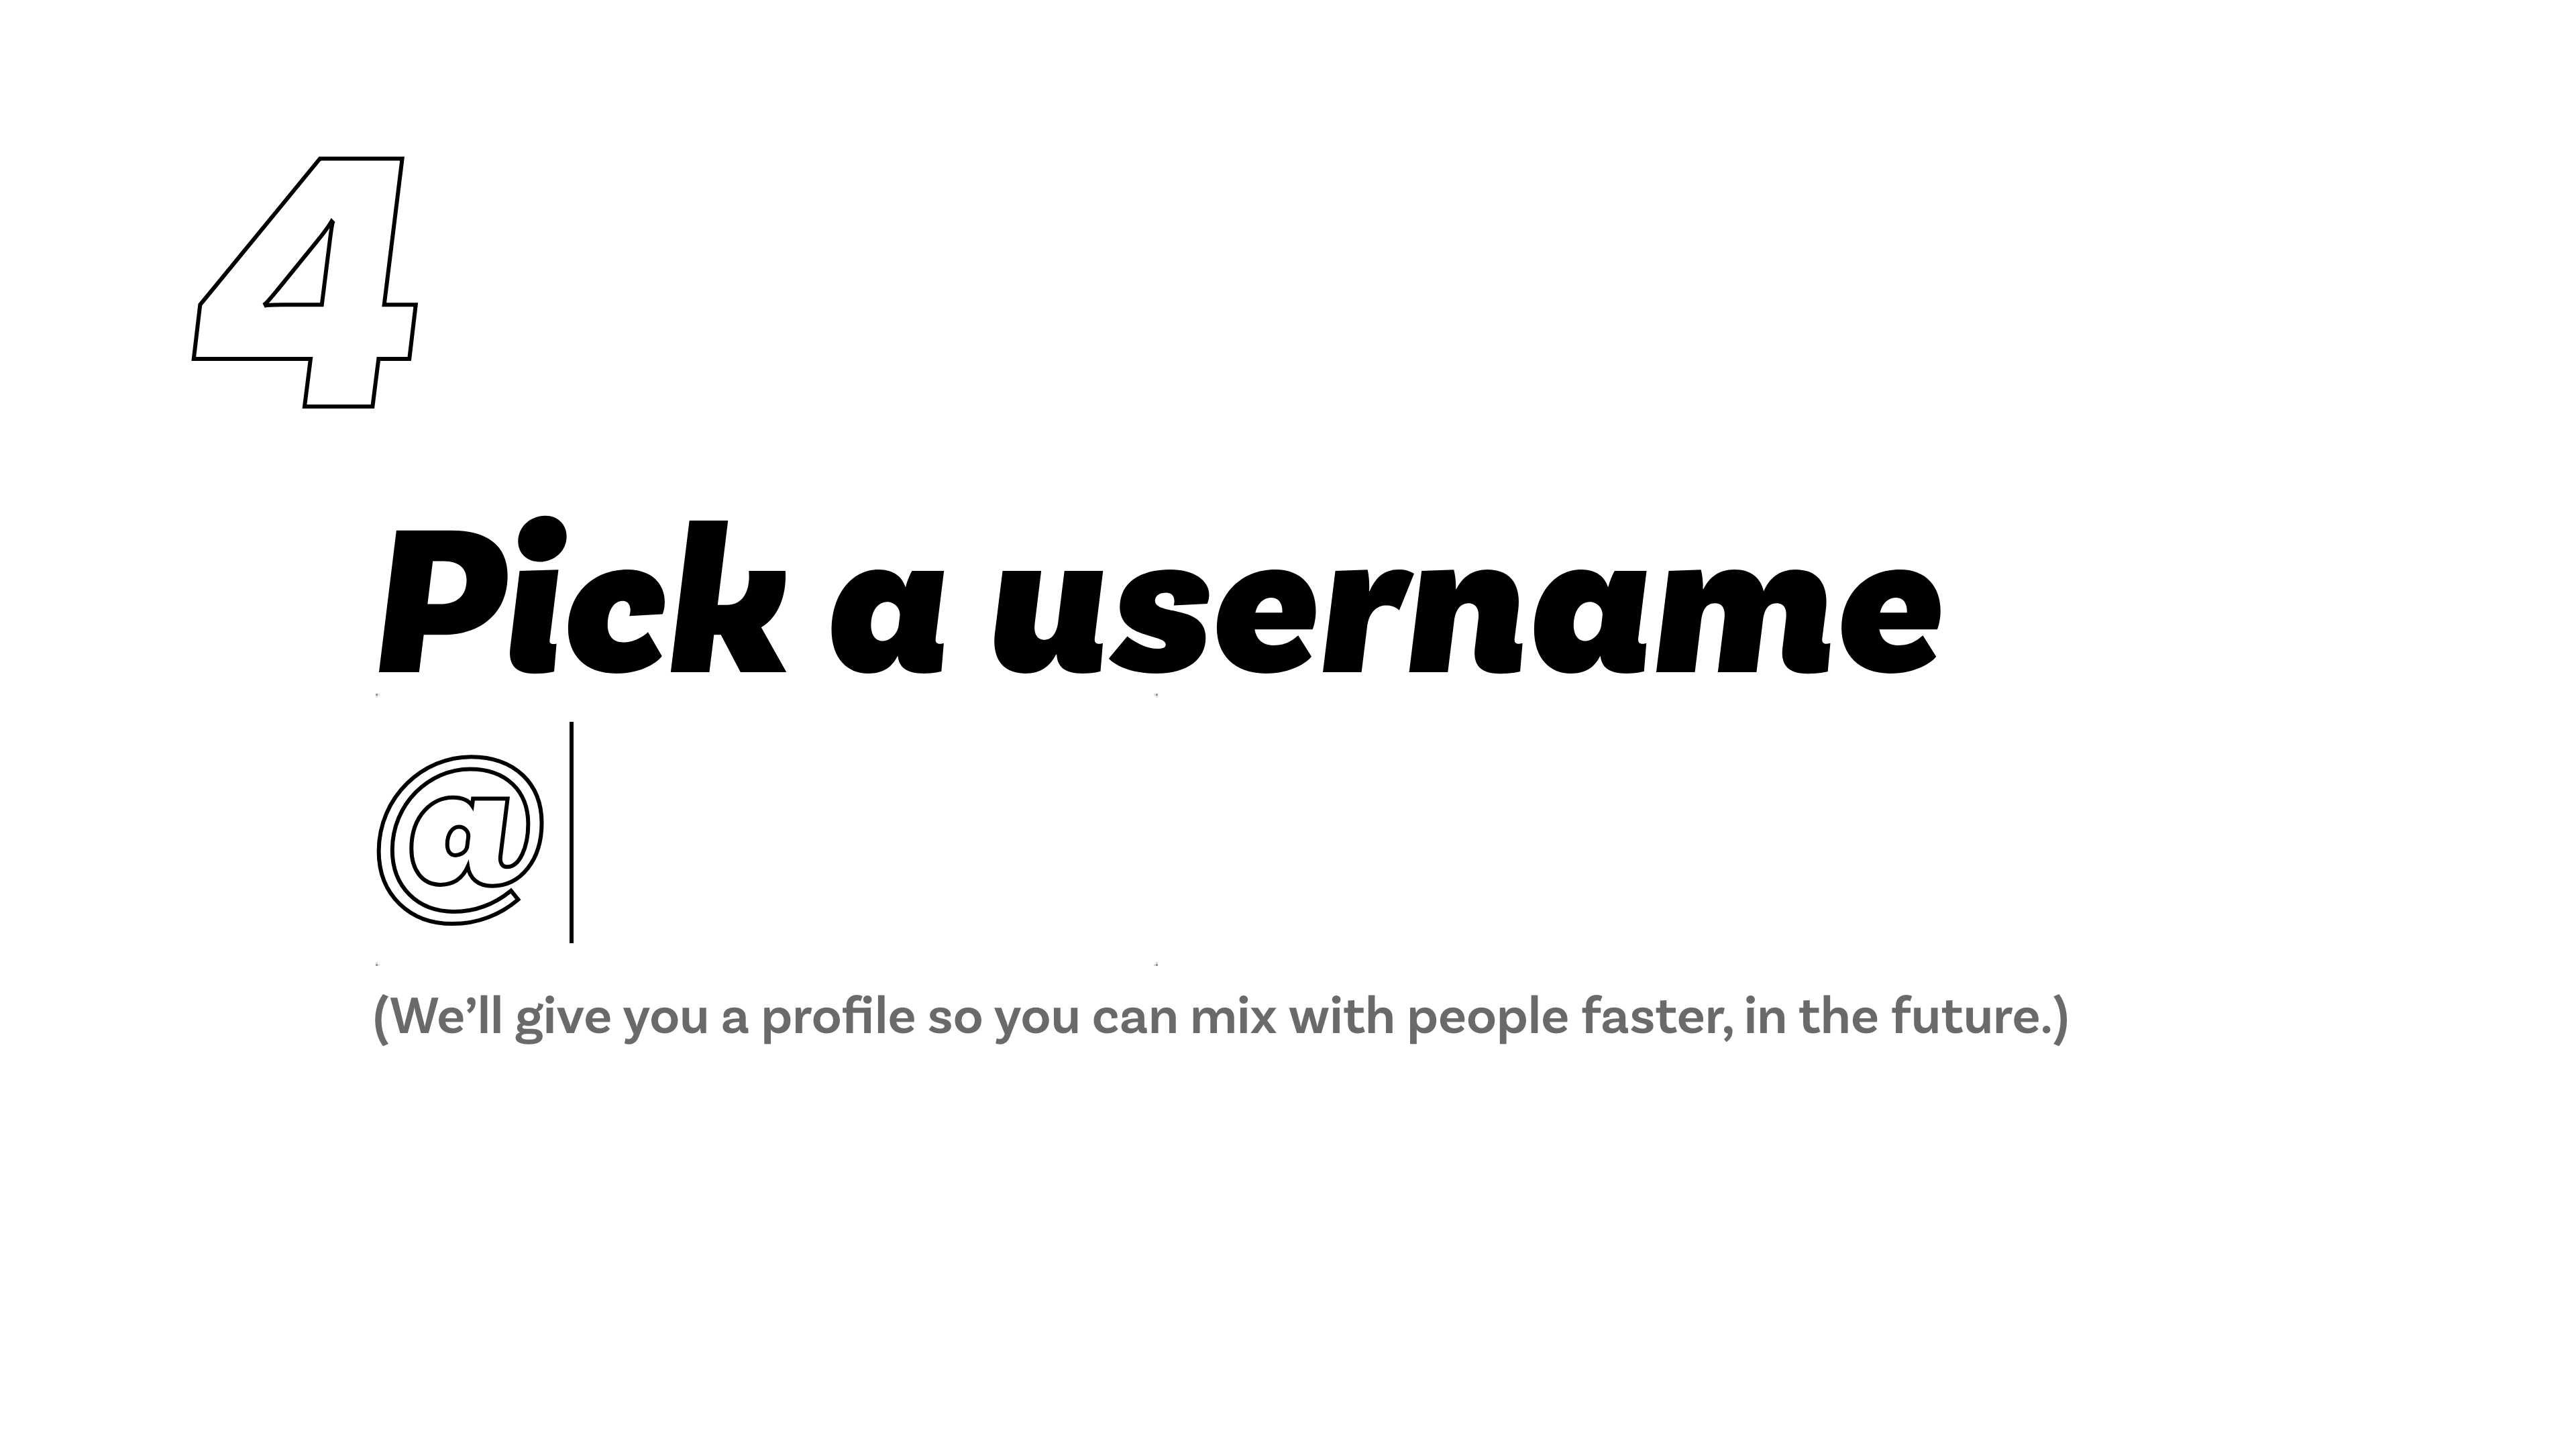 4
Pick a username
@
(We’ll give you a profile so you can mix with people faster, in the future.)